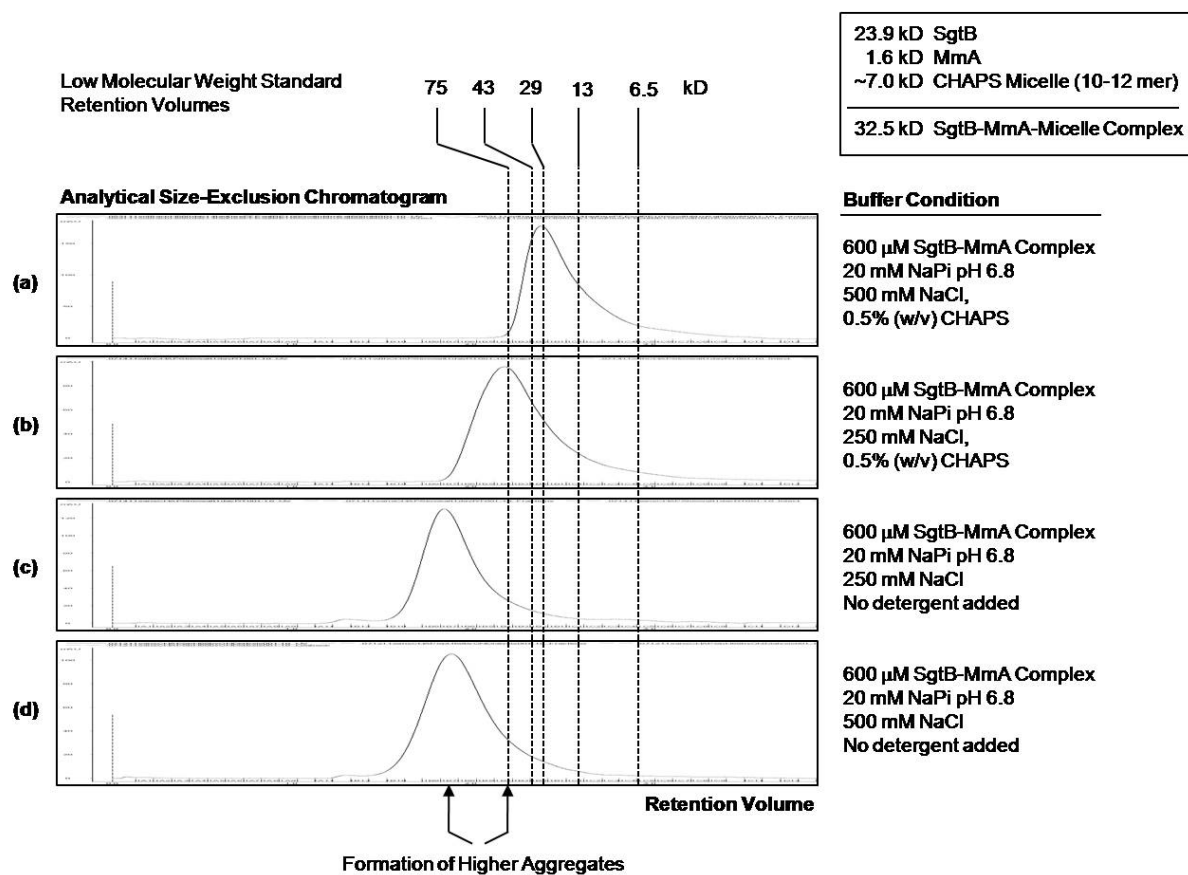 23.9 kD SgtB
1.6 kD MmA
~7.0 kD CHAPS Micelle (10-12 mer)
32.5 kD SgtB-MmA-Micelle Complex
Low Molecular Weight Standard
Retention Volumes
75 43 29 13 6.5 kD
Analytical Size-Exclusion Chromatogram
Buffer Condition
(a)
600 µM SgtB-MmA Complex
20 mM NaPi pH 6.8
500 mM NaCl,
0.5% (w/v) CHAPS
(b)
600 µM SgtB-MmA Complex
20 mM NaPi pH 6.8
250 mM NaCl,
0.5% (w/v) CHAPS
(c)
600 µM SgtB-MmA Complex
20 mM NaPi pH 6.8
250 mM NaCl
No detergent added
(d)
600 µM SgtB-MmA Complex
20 mM NaPi pH 6.8
500 mM NaCl
No detergent added
Retention Volume
Formation of Higher Aggregates